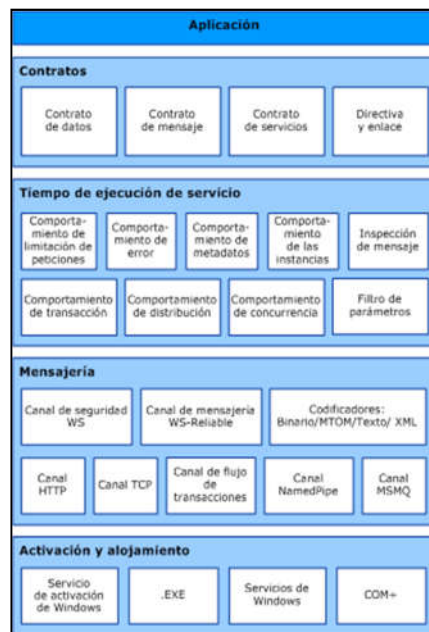 Aplicación
Contratos
Contrato
de datos
Contrato
de mensaje
Contrato
de servicios
Directiva
y enlace
Tiempo de ejecución de servicio
Comporta-
miento de
limitación de
peticiones
Comporta-
miento de
error
Comporta-
miento de
metadatos
Comporta-
miento
de las
instancias
Inspección
de mensaje
Comportamiento
de transacción
Comportamiento
de distribución
Comportamiento
de concurrencia
Filtro de
parámetros
Mensajería
Canal de seguridad
WS
Canal de mensajería
WS-Reliable
Codificadores:
Binario/MTOM/Texto/ XML
Canal
HTTP
Canal TCP
Canal de flujo
de
transacciones
Canal
NamedPipe
Canal
MSMQ
Activación y alojamiento
Servicio
de activación
de Windows
.EXE
Servicios de
Windows
COM+